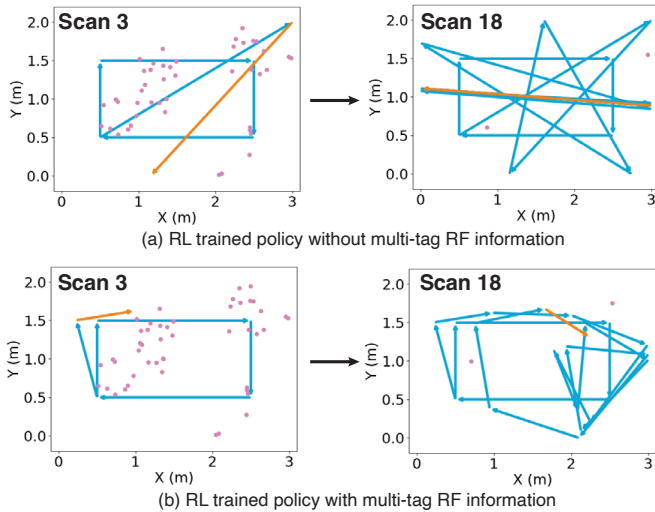 Scan 3
Scan 18
2.0
1.5
1.0
0.5
0.0
Y (m)
0 1 2 3
X (m)
2.0
1.5
1.0
0.5
0.0
Y (m)
0 1 2 3
X (m)
(a) RL trained policy without multi-tag RF information
Scan 3
Scan 18
2.0
1.5
1.0
0.5
0.0
Y (m)
0 1 2 3
X (m)
2.0
1.5
1.0
0.5
0.0
Y (m)
0 1 2 3
X (m)
(b) RL trained policy with multi-tag RF information